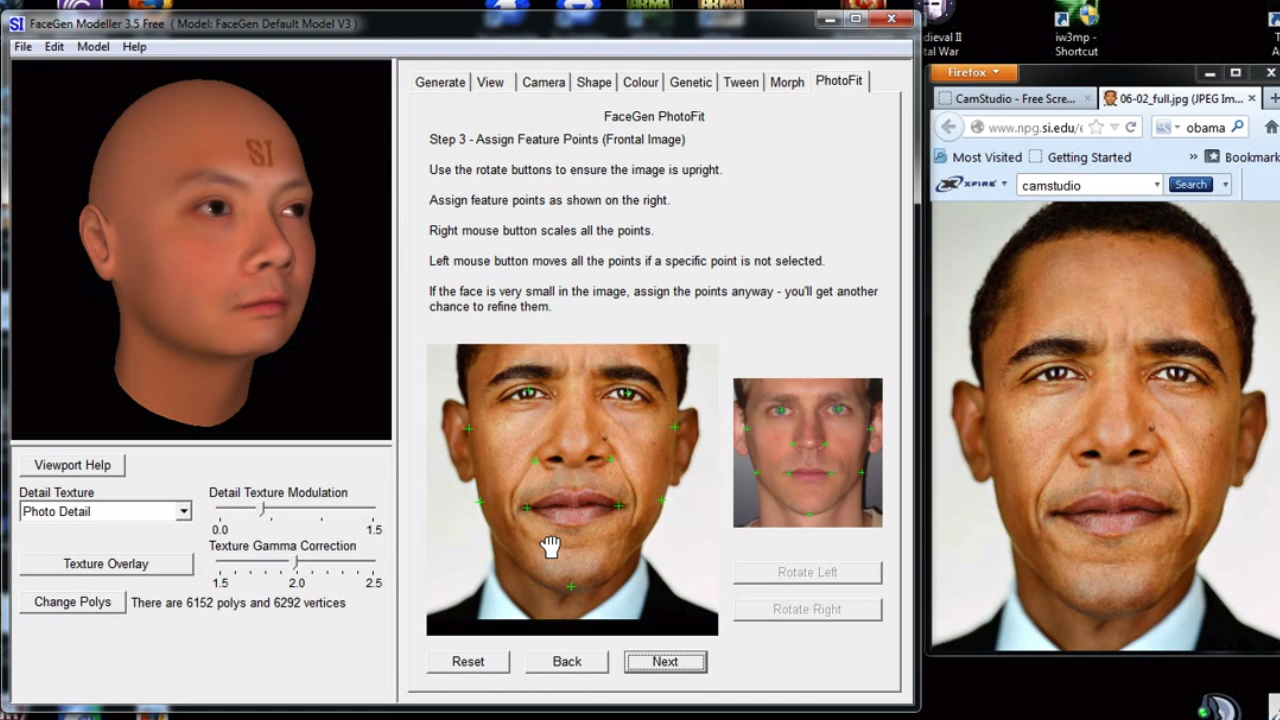 SI FaceGen Modeller 3.5 Free ( Model: FaceGen Default Model V3 )
File Edit Model Help
SI
Viewport Help
Detail Texture
Photo Detail
Detail Texture Modulation
0.0 1.5
Texture Gamma Correction
1.5 2.0 2.5
Texture Overlay
Change Polys There are 6152 polys and 6292 vertices
Generate View Camera Shape Colour Genetic Tween Morph PhotoFit
FaceGen PhotoFit
Step 3 - Assign Feature Points (Frontal Image)
Use the rotate buttons to ensure the image is upright.
Assign feature points as shown on the right.
Right mouse button scales all the points.
Left mouse button moves all the points if a specific point is not selected.
If the face is very small in the image, assign the points anyway - you'll get another
chance to refine them.
Rotate Left
Rotate Right
Reset Back Next
dieval II
tal War
iw3mp -
Shortcut
Firefox
CamStudio - Free Scre...
06-02_full.jpg (JPEG Im...
www.npg.si.edu/e
obama
Most Visited Getting Started » Bookmark
XFIRE camstudio Search